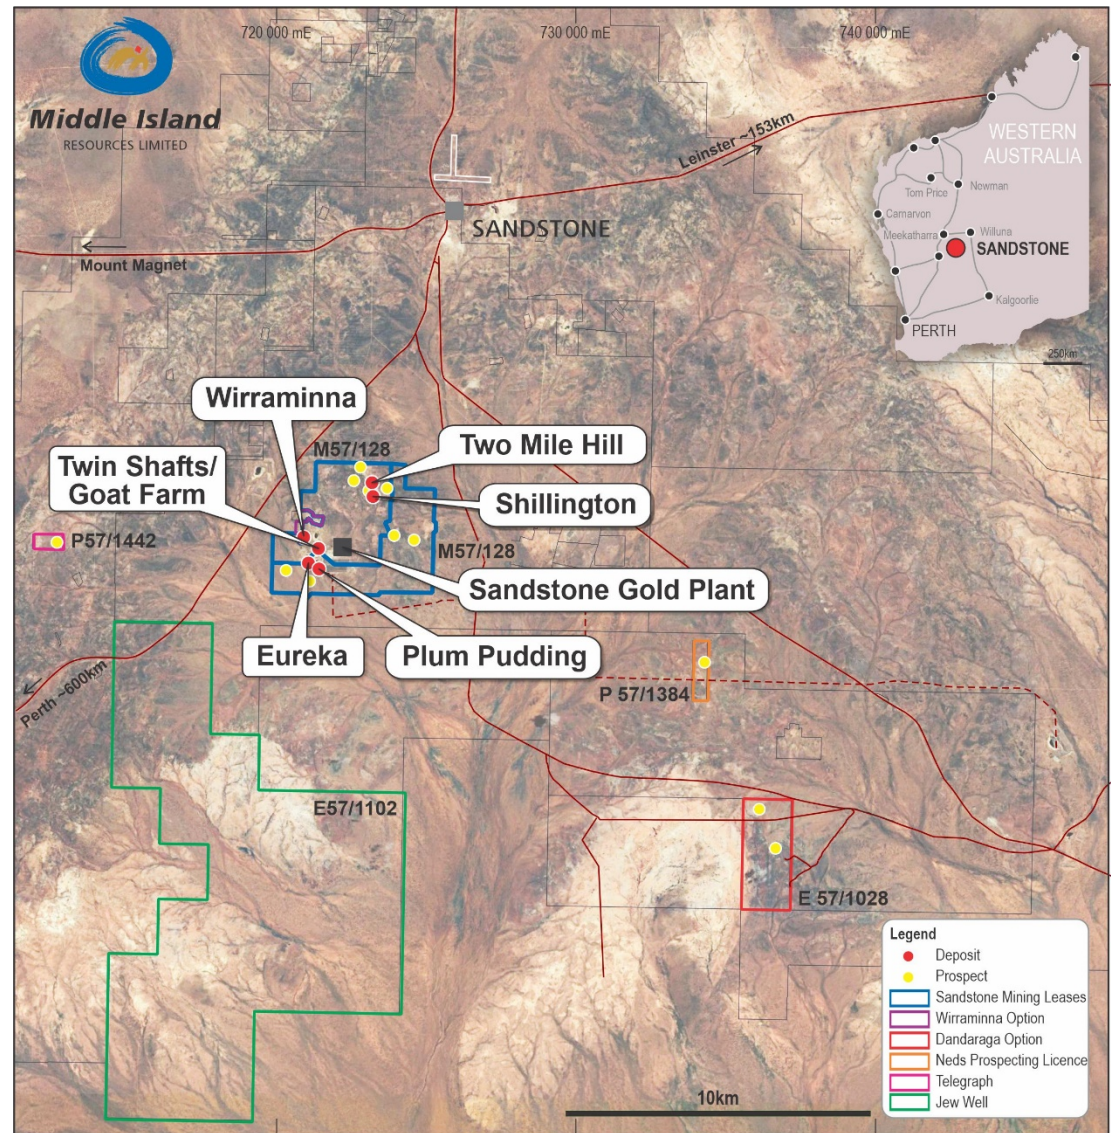 720 000 mE
730 000 mE
740 000 mE
Middle Island
RESOURCES LIMITED
Leinster ~153km
SANDSTONE
Mount Magnet
WESTERN
AUSTRALIA
Tom Price
Newman
Carnarvon
Meekatharra
Willuna
SANDSTONE
Kalgoorlie
PERTH
250km
Wirraminna
M57/128
Two Mile Hill
Twin Shafts/
Goat Farm
Shillington
P57/1442
M57/128
Sandstone Gold Plant
Eureka
Plum Pudding
Perth ~600km
P 57/1384
E57/1102
E 57/1028
Legend
Deposit
Prospect
Sandstone Mining Leases
Wirraminna Option
Dandaraga Option
Neds Prospecting Licence
Telegraph
Jew Well
10km